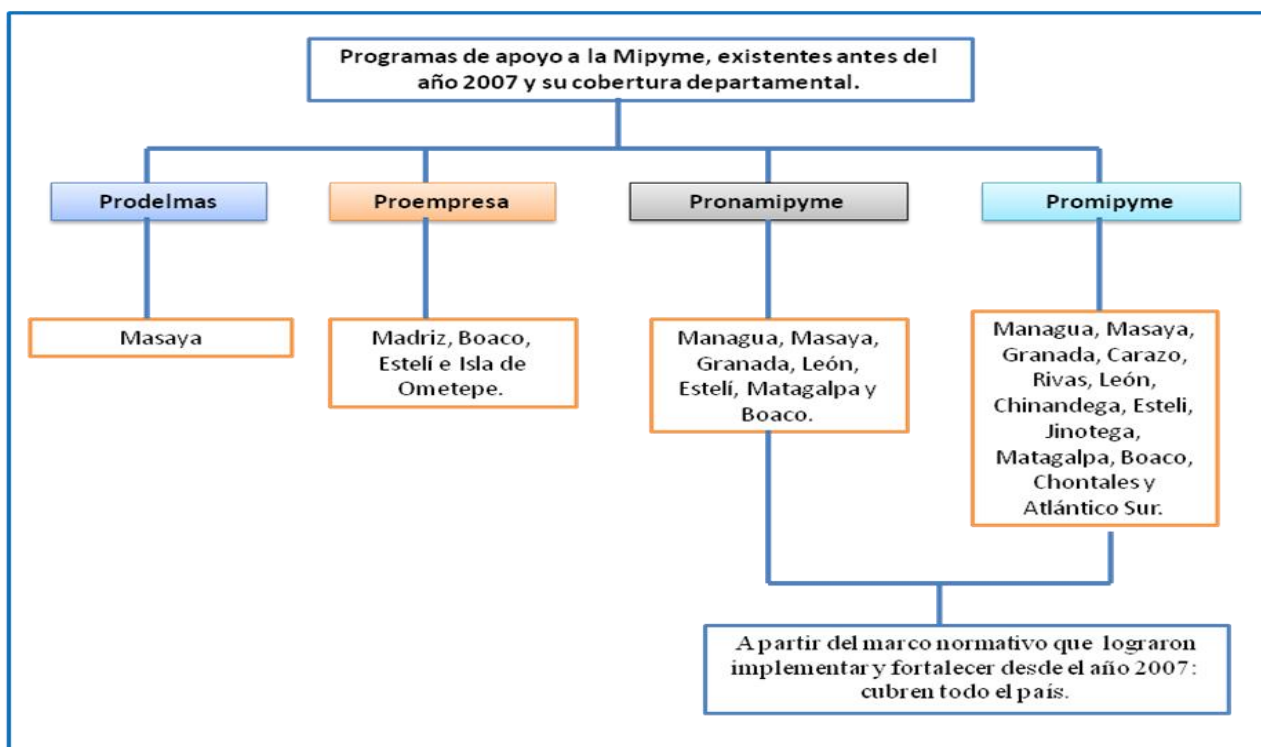 Programas de apoyo a la Mipyme, existentes antes del
año 2007 y su cobertura departamental.
Prodelmas
Proempresa
Pronamipyme
Promipyme
Masaya
Madriz, Boaco,
Estelí e Isla de
Ometepe.
Managua, Masaya,
Granada, León,
Estelí, Matagalpa y
Boaco.
Managua, Masaya,
Granada, Carazo,
Rivas, León,
Chinandega, Esteli,
Jinotega,
Matagalpa, Boaco,
Chontales y
Atlántico Sur.
A partir del marco normativo que lograron
implementar y fortalecer desde el año 2007:
cubren todo el país.